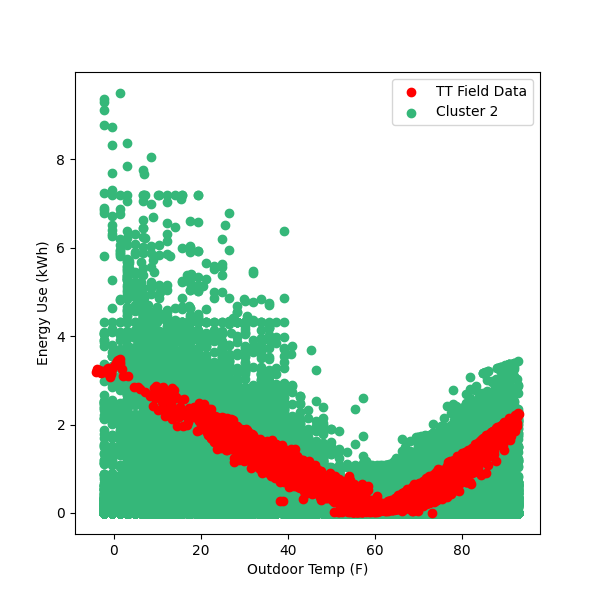 TT Field Data
Cluster 2
8
6
4
2
0
Energy Use (kWh)
0 20 40 60 80
Outdoor Temp (F)